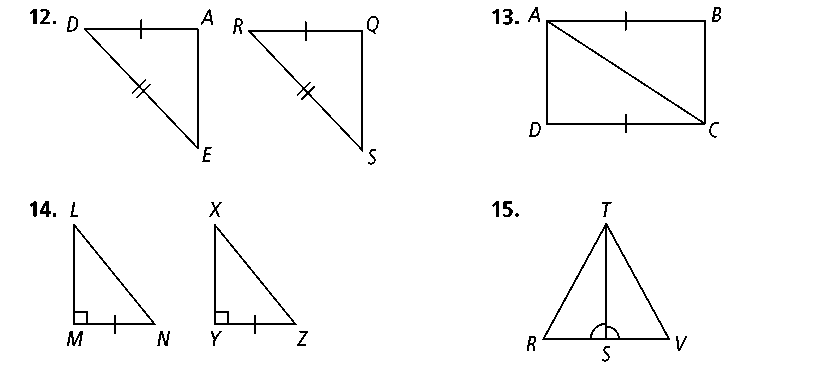 12. D A R Q
E S
13. A B
D C
14. L X
M N Y Z
15. T
R S V